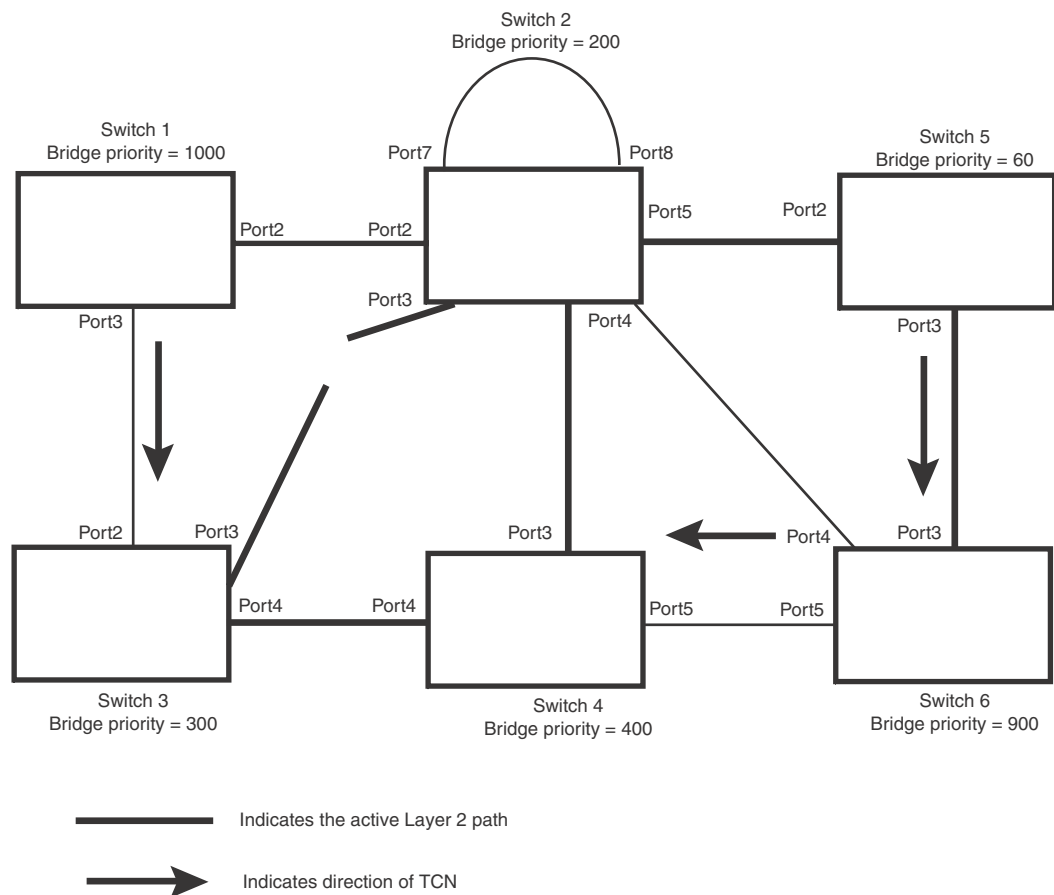 Switch 2
Bridge priority = 200
Switch 1
Bridge priority = 1000
Switch 5
Bridge priority = 60
Port7
Port8
Port2
Port2
Port5
Port2
Port3
Port3
Port4
Port3
Port2
Port3
Port3
Port4
Port3
Port4
Port4
Port5
Port5
Switch 3
Bridge priority = 300
Switch 4
Bridge priority = 400
Switch 6
Bridge priority = 900
Indicates the active Layer 2 path
Indicates direction of TCN